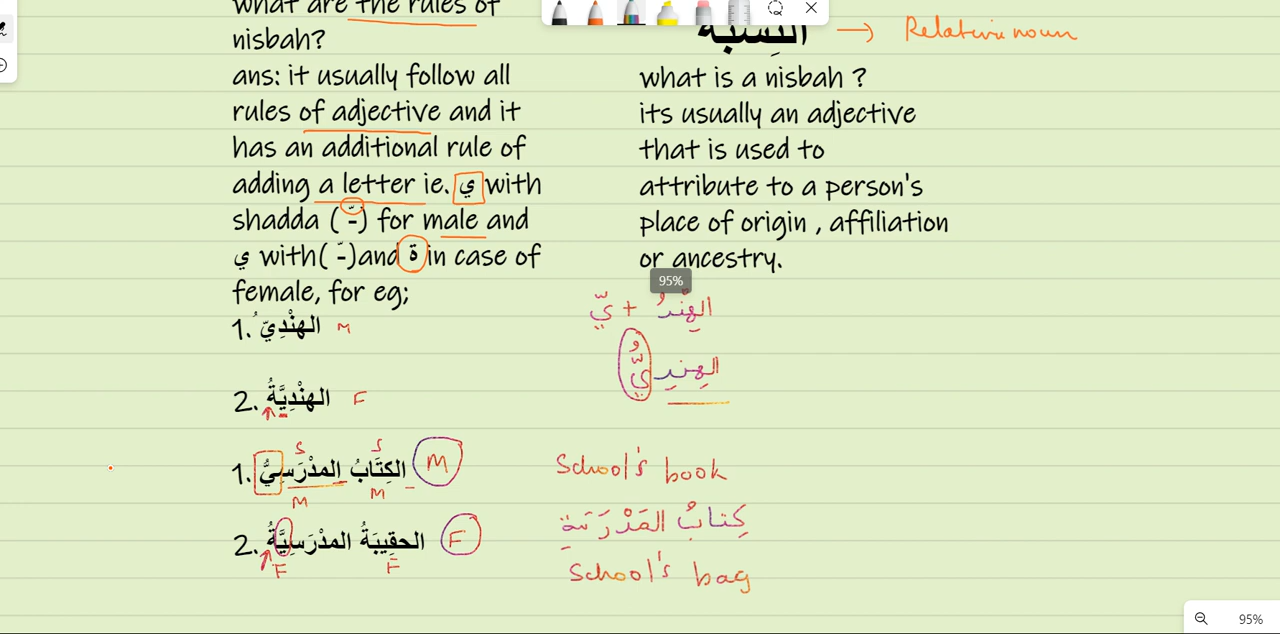 what are the rules of
nisbah?
ans: it usually follow all
rules of adjective and it
has an additional rule of
adding a letter ie. ي with
shadda ( ّ-) for male and
ي with( ّ-)and ة in case of
female, for eg;
1. الهنْدِيّ ُ M
2. الهنْدِيَّةُ F
1. الكِتَابُ المدْرَسيُّ M
S S
M M
2. الحقِيبَةُ المدْرَسيَّةُ F
F F
النِسْبَة → Relative noun
what is a nisbah ?
its usually an adjective
that is used to
attribute to a person's
place of origin , affiliation
or ancestry.
95%
الهِنْدُ + يّ
الهِندِ يُّ
School's book
كِتابُ المَدْرَسَةِ
School's bag
95%